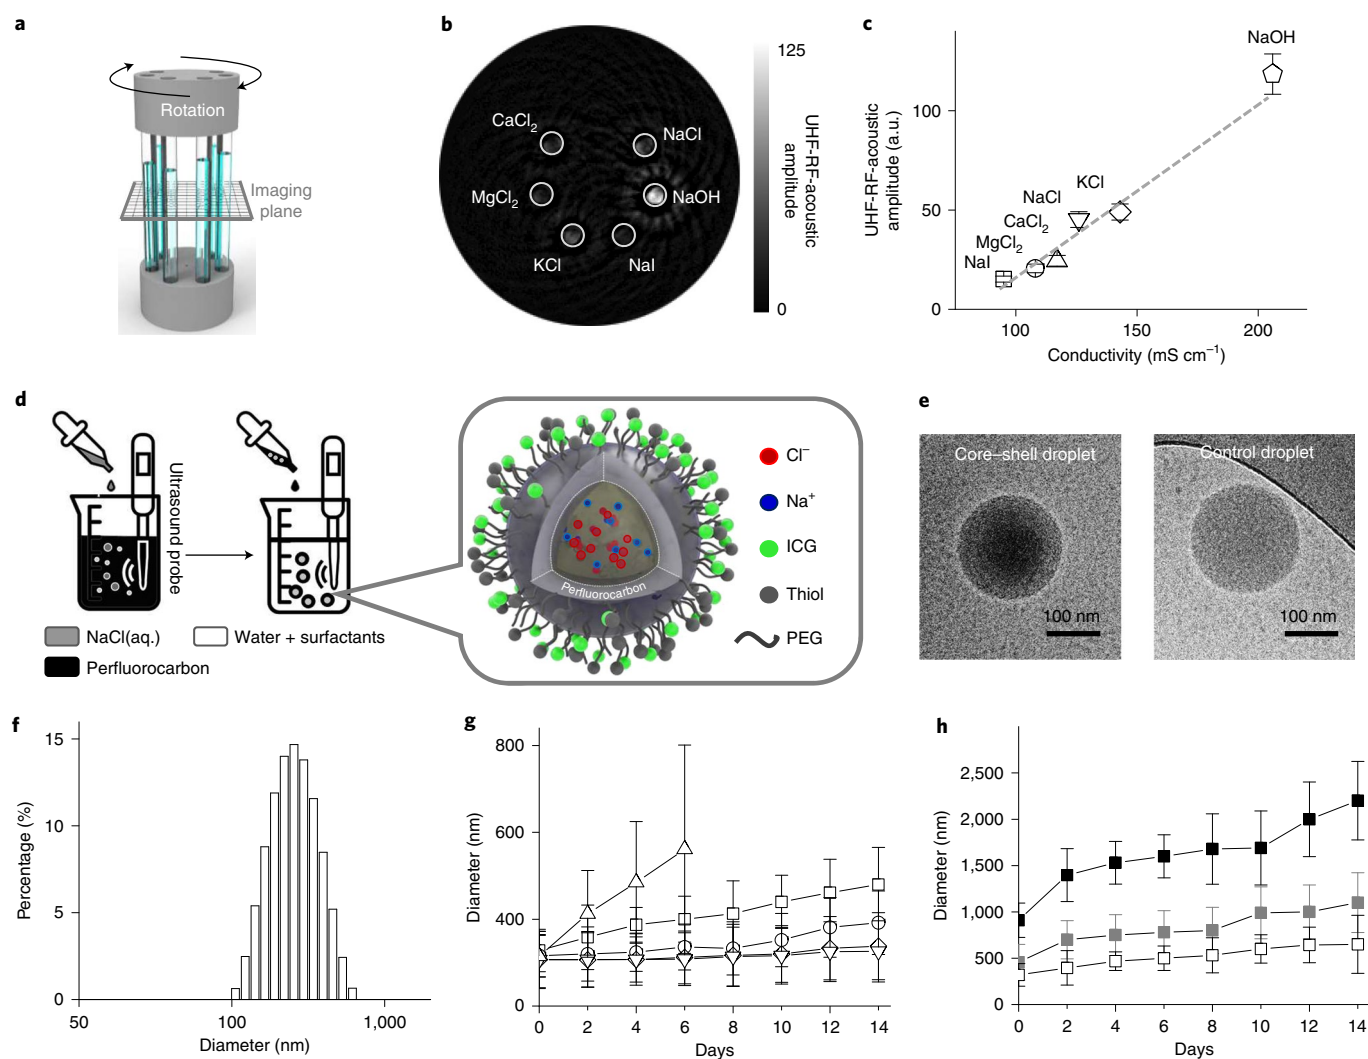 a
Rotation
Imaging
plane
b
CaCl2
NaCl
MgCl2
NaOH
KCl
NaI
125
0
UHF-RF-acoustic
amplitude
c
UHF-RF-acoustic
amplitude (a.u.)
100
50
0
NaOH
KCl
NaCl
CaCl2
MgCl2
NaI
100
150
200
Conductivity (mS cm−1)
d
Ultrasound probe
NaCl(aq.)
Water + surfactants
Perfluorocarbon
Perfluorocarbon
Cl−
Na+
ICG
Thiol
PEG
e
Core–shell droplet
100 nm
Control droplet
100 nm
f
Percentage (%)
15
10
5
0
50
100
1,000
Diameter (nm)
g
Diameter (nm)
800
600
400
0
0 2 4 6 8 10 12 14
Days
h
Diameter (nm)
2,500
2,000
1,500
1,000
500
0
0 2 4 6 8 10 12 14
Days